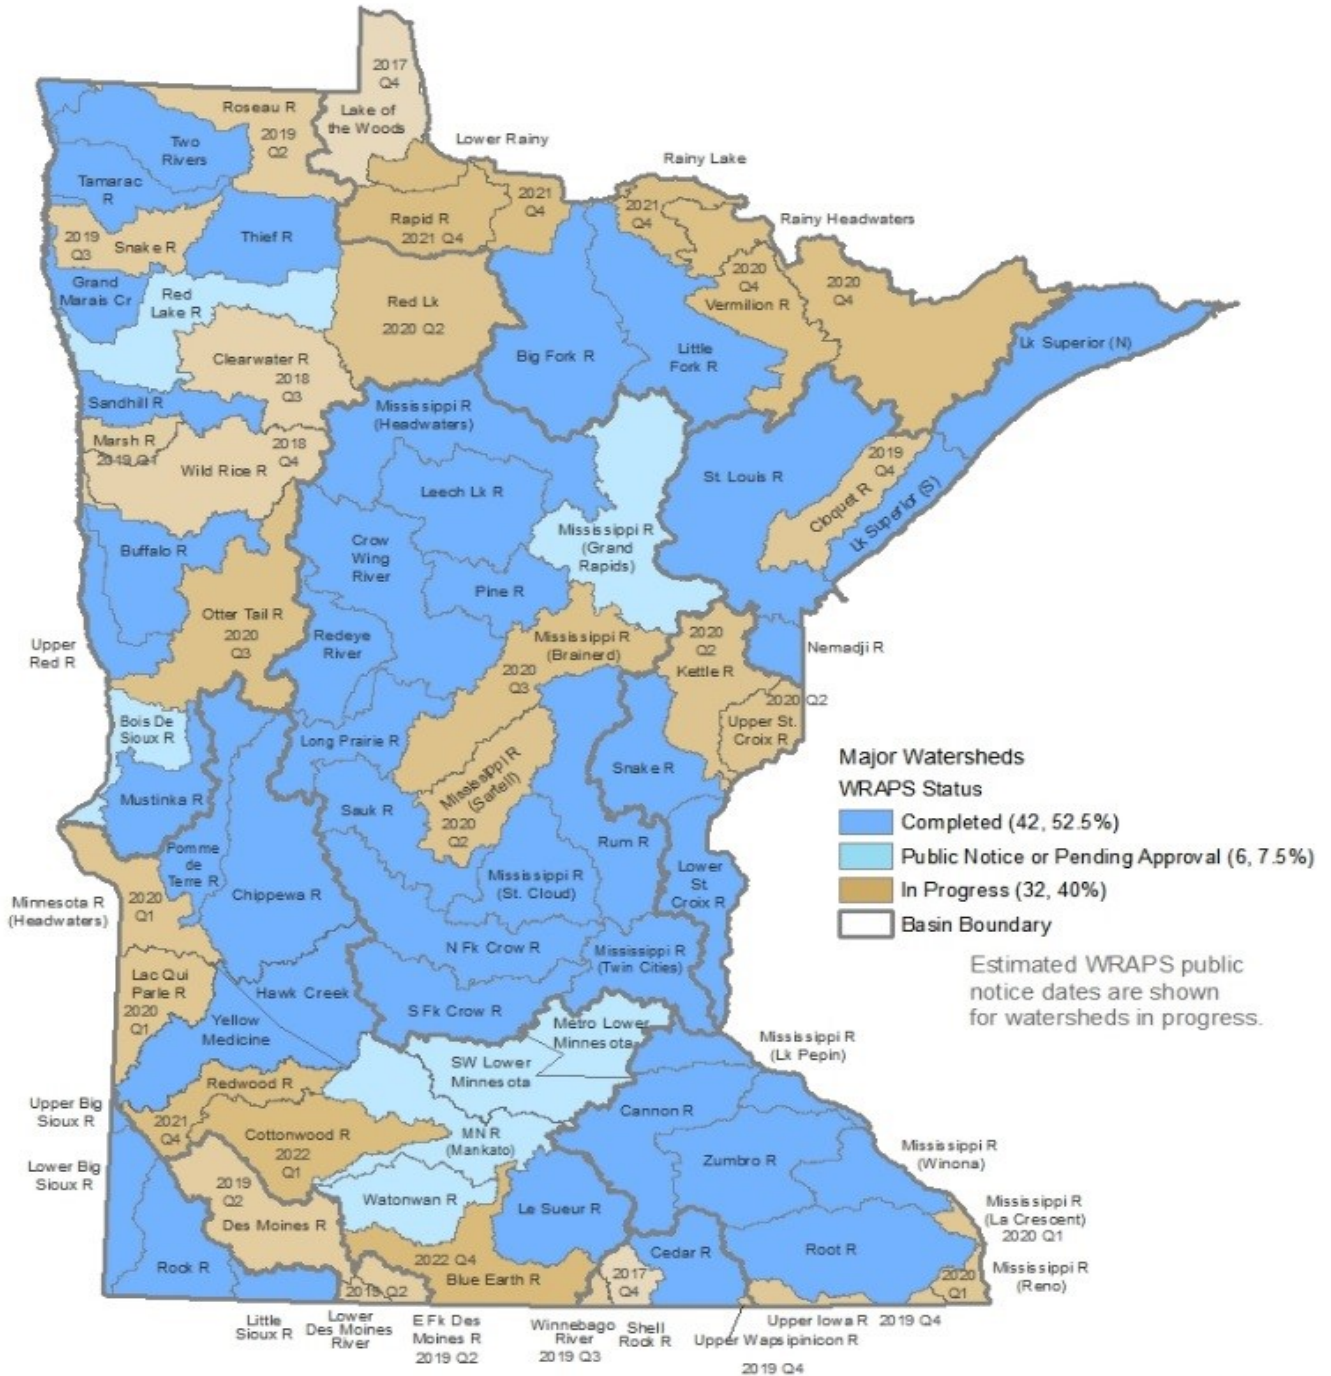 2017
Q4
Lake of
the Woods
Roseau R
2019
Q2
Two
Rivers
Tamarac
R
Lower Rainy
Rainy Lake
2021
Q4
2021
Q4
Rapid R
2021 Q4
Rainy Headwaters
2019
Q3
Snake R
Thief R
Grand
Marais Cr
Red
Lake R
Red Lk
2020 Q2
2020
Q4
Vermilion R
2020
Q4
Lk Superior (N)
Clearwater R
2018
Q3
Big Fork R
Little
Fork R
Sandhill R
Mississippi R
(Headwaters)
Marsh R
2019 Q1
2018
Q4
Wild Rice R
Leech Lk R
St. Louis R
2019
Q4
Cloquet R
Lk Superior (S)
Buffalo R
Crow
Wing
River
Mississippi R
(Grand
Rapids)
Pine R
Otter Tail R
2020
Q3
Upper
Red R
Redeye
River
Mississippi R
(Brainerd)
2020
Q3
2020
Q2
Kettle R
Nemadji R
2020 Q2
Upper St.
Croix R
Bois De
Sioux R
Long Prairie R
Mustinka R
Mississippi R
(Sartell)
2020
Q2
Snake R
Sauk R
Rum R
Pomme
de
Terre R
Chippewa R
Mississippi R
(St. Cloud)
Lower
St.
Croix R
Minnesota R
(Headwaters)
2020
Q1
N Fk Crow R
Mississippi R
(Twin Cities)
Lac Qui
Parle R
2020
Q1
Hawk Creek
S Fk Crow R
Yellow
Medicine
Metro Lower
Minnesota
Mississippi R
(Lk Pepin)
SW Lower
Minnesota
Redwood R
Upper Big
Sioux R
2021
Q4
Cottonwood R
2022
Q1
MN R
(Mankato)
Cannon R
Zumbro R
Mississippi R
(Winona)
Lower Big
Sioux R
2019
Q2
Des Moines R
Watonwan R
Le Sueur R
Mississippi R
(La Crescent)
2020 Q1
Rock R
2022 Q4
Blue Earth R
2017
Q4
Cedar R
Root R
2020
Q1
Mississippi R
(Reno)
2019 Q2
Little
Sioux R
Lower
Des Moines
River
E Fk Des
Moines R
2019 Q2
Winnebago
River
2019 Q3
Shell
Rock R
Upper Iowa R
2019 Q4
Upper Wapsipinicon R
2019 Q4
Major Watersheds
WRAPS Status
Completed (42, 52.5%)
Public Notice or Pending Approval (6, 7.5%)
In Progress (32, 40%)
Basin Boundary
Estimated WRAPS public
notice dates are shown
for watersheds in progress.